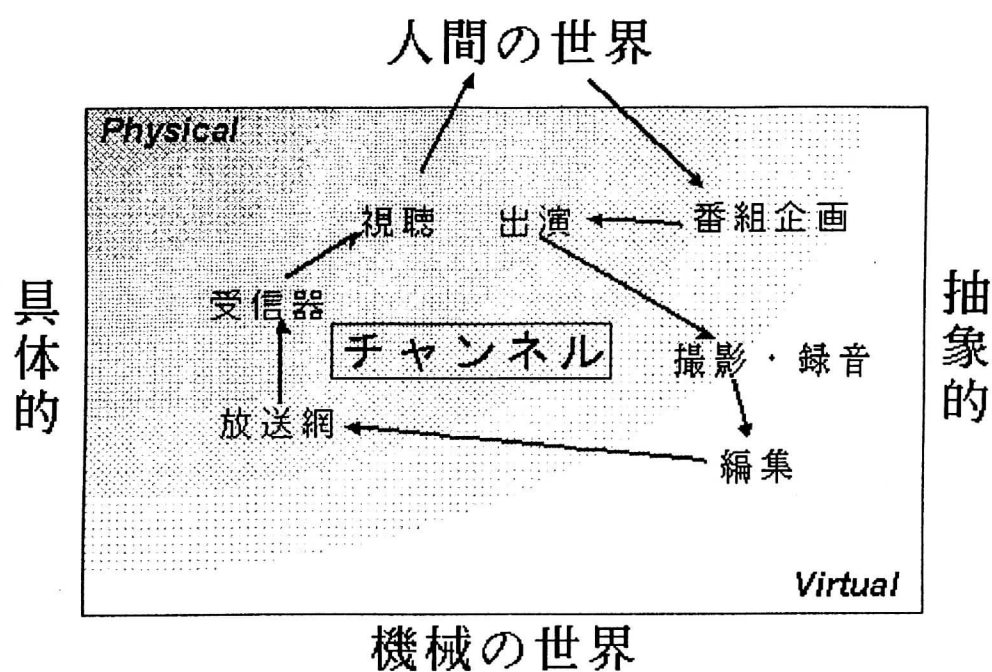 人間の世界
Physical
視聴
出演
番組企画
受信器
具体的
抽象的
チャンネル
撮影・録音
放送網
編集
Virtual
機械の世界